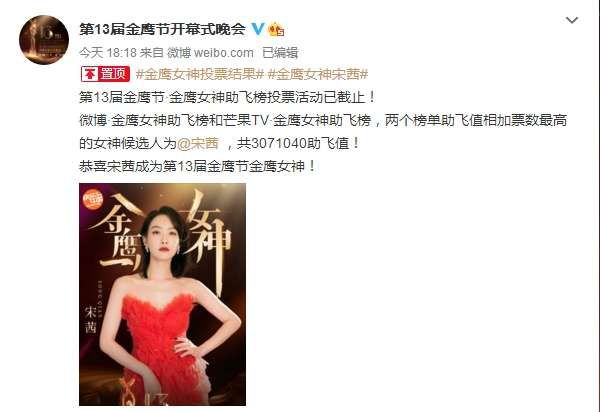 第13届金鹰节开幕式晚会
今天 18:18 来自 微博 weibo.com 已编辑
置顶 #金鹰女神投票结果# #金鹰女神宋茜#
第13届金鹰节·金鹰女神助飞榜投票活动已截止！
微博·金鹰女神助飞榜和芒果TV·金鹰女神助飞榜，两个榜单助飞值相加票数最高
的女神候选人为@宋茜 ，共3071040助飞值！
恭喜宋茜成为第13届金鹰节金鹰女神！
金鹰
女神
SONG QIAN
宋茜